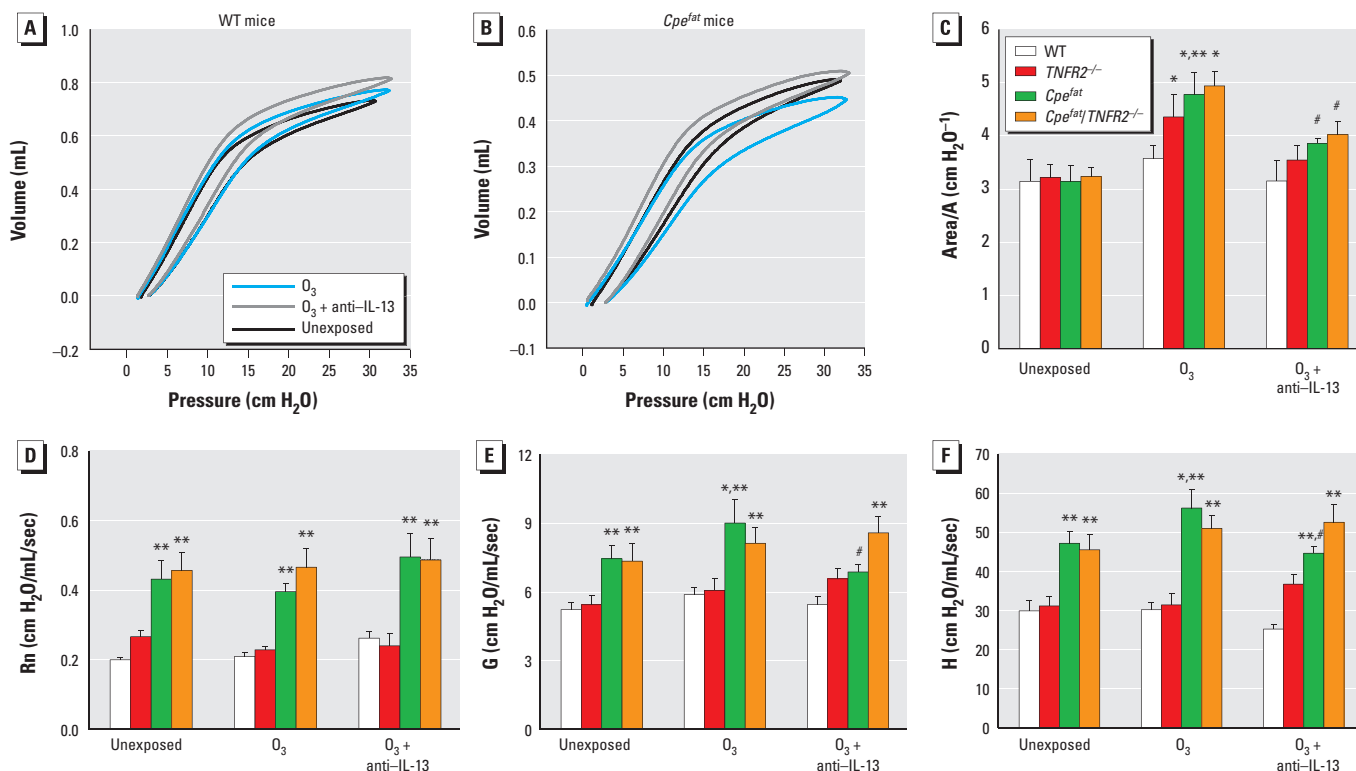 A
WT mice
Volume (mL)
1.0
0.8
0.6
0.4
0.2
0.0
–0.2
0 5 10 15 20 25 30 35
Pressure (cm H₂O)
O₃
O₃ + anti–IL-13
Unexposed
B
Cpeᶠᵃᵗ mice
Volume (mL)
0.6
0.5
0.4
0.3
0.2
0.1
0.0
–0.1
0 5 10 15 20 25 30 35
Pressure (cm H₂O)
C
Area/A (cm H₂O⁻¹)
6
5
4
3
2
1
0
WT
TNFR2⁻/⁻
Cpeᶠᵃᵗ
Cpeᶠᵃᵗ/TNFR2⁻/⁻
* *,** *
# #
Unexposed O₃ O₃ +
anti–IL-13
D
Rn (cm H₂O/mL/sec)
0.8
0.6
0.4
0.2
0.0
** ** ** ** ** **
Unexposed O₃ O₃ +
anti–IL-13
E
G (cm H₂O/mL/sec)
12
9
6
3
0
** ** *,** ** # **
Unexposed O₃ O₃ +
anti–IL-13
F
H (cm H₂O/mL/sec)
70
60
50
40
30
20
10
0
** ** *,** ** **,# **
Unexposed O₃ O₃ +
anti–IL-13